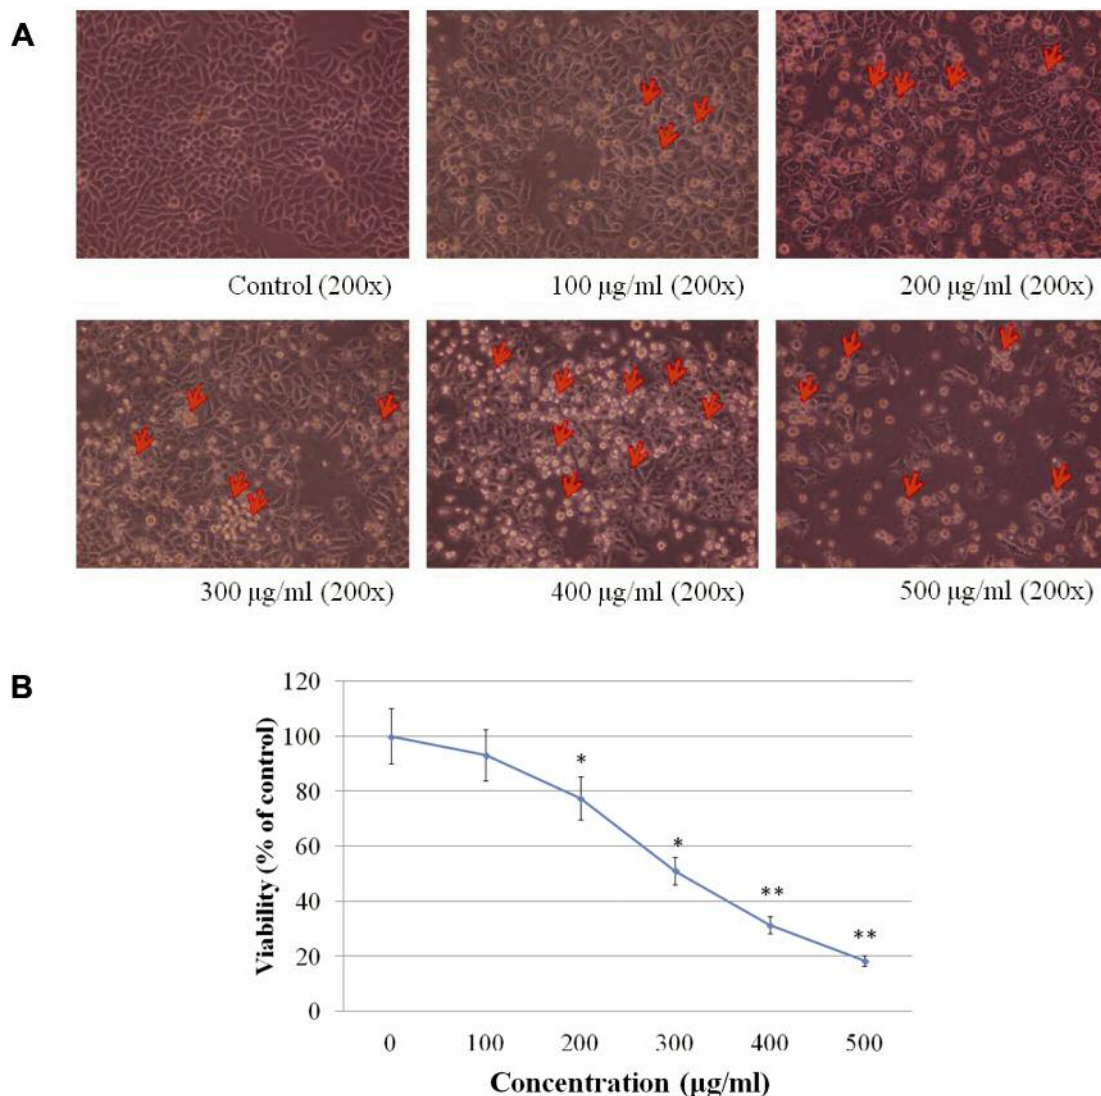 A
Control (200x)
100 μg/ml (200x)
200 μg/ml (200x)
300 μg/ml (200x)
400 μg/ml (200x)
500 μg/ml (200x)
B
Viability (% of control)
120
100
80
60
40
20
0
*
*
**
**
0 100 200 300 400 500
Concentration (μg/ml)